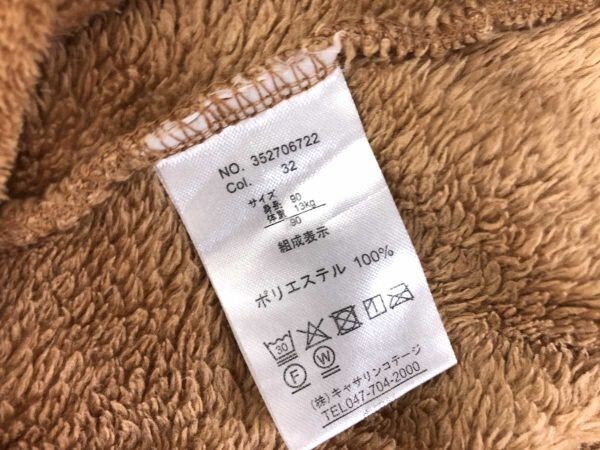 NO. 352706722
Col. 32
サイズ
身長 90
体重 13kg
90
組成表示
ポリエステル 100%
30
F W
(株)キャサリンコテージ
TEL047-704-2000